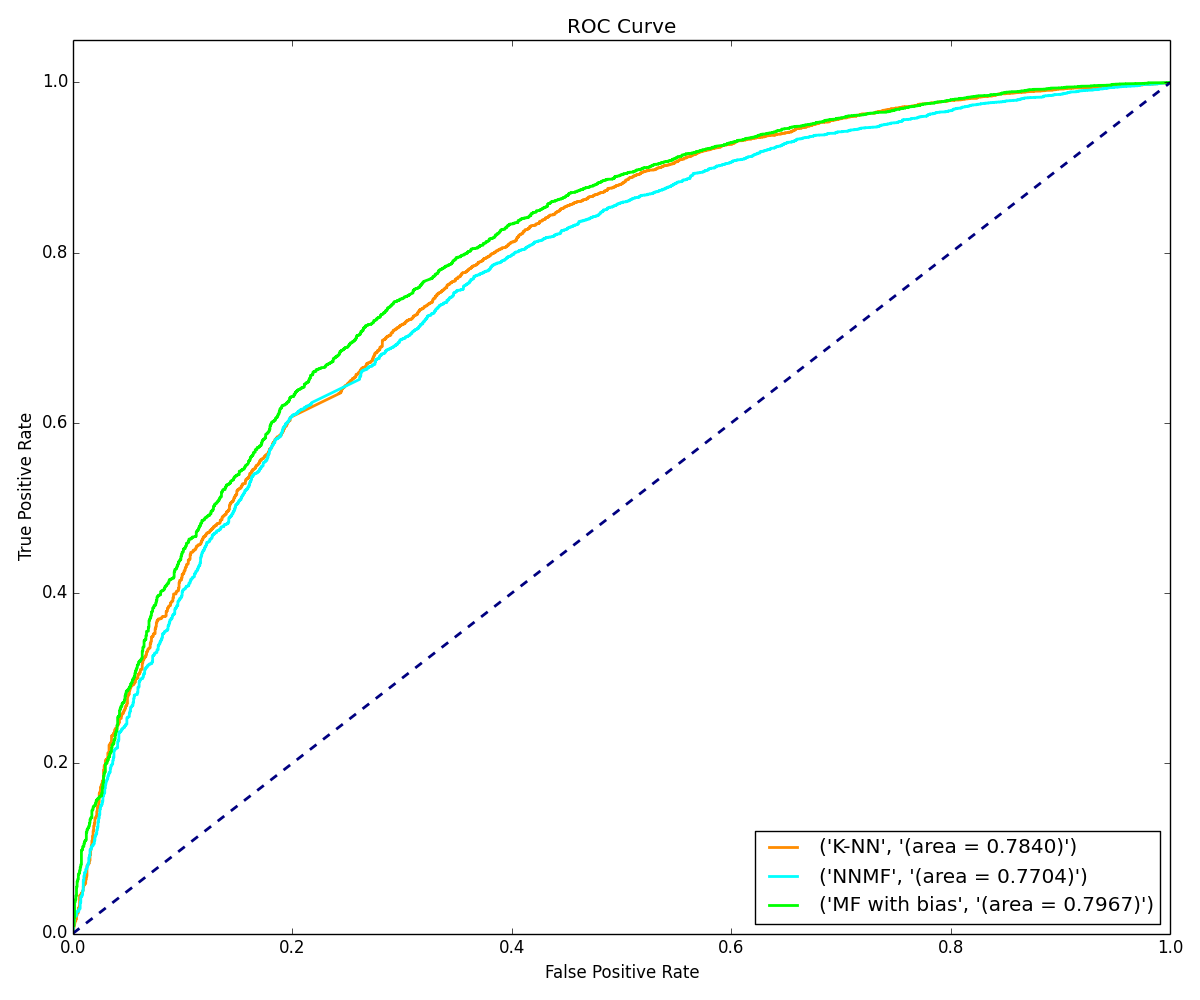 ROC Curve
1.0
0.8
0.6
0.4
0.2
0.0
True Positive Rate
0.0 0.2 0.4 0.6 0.8 1.0
False Positive Rate
('K-NN', '(area = 0.7840)')
('NNMF', '(area = 0.7704)')
('MF with bias', '(area = 0.7967)')